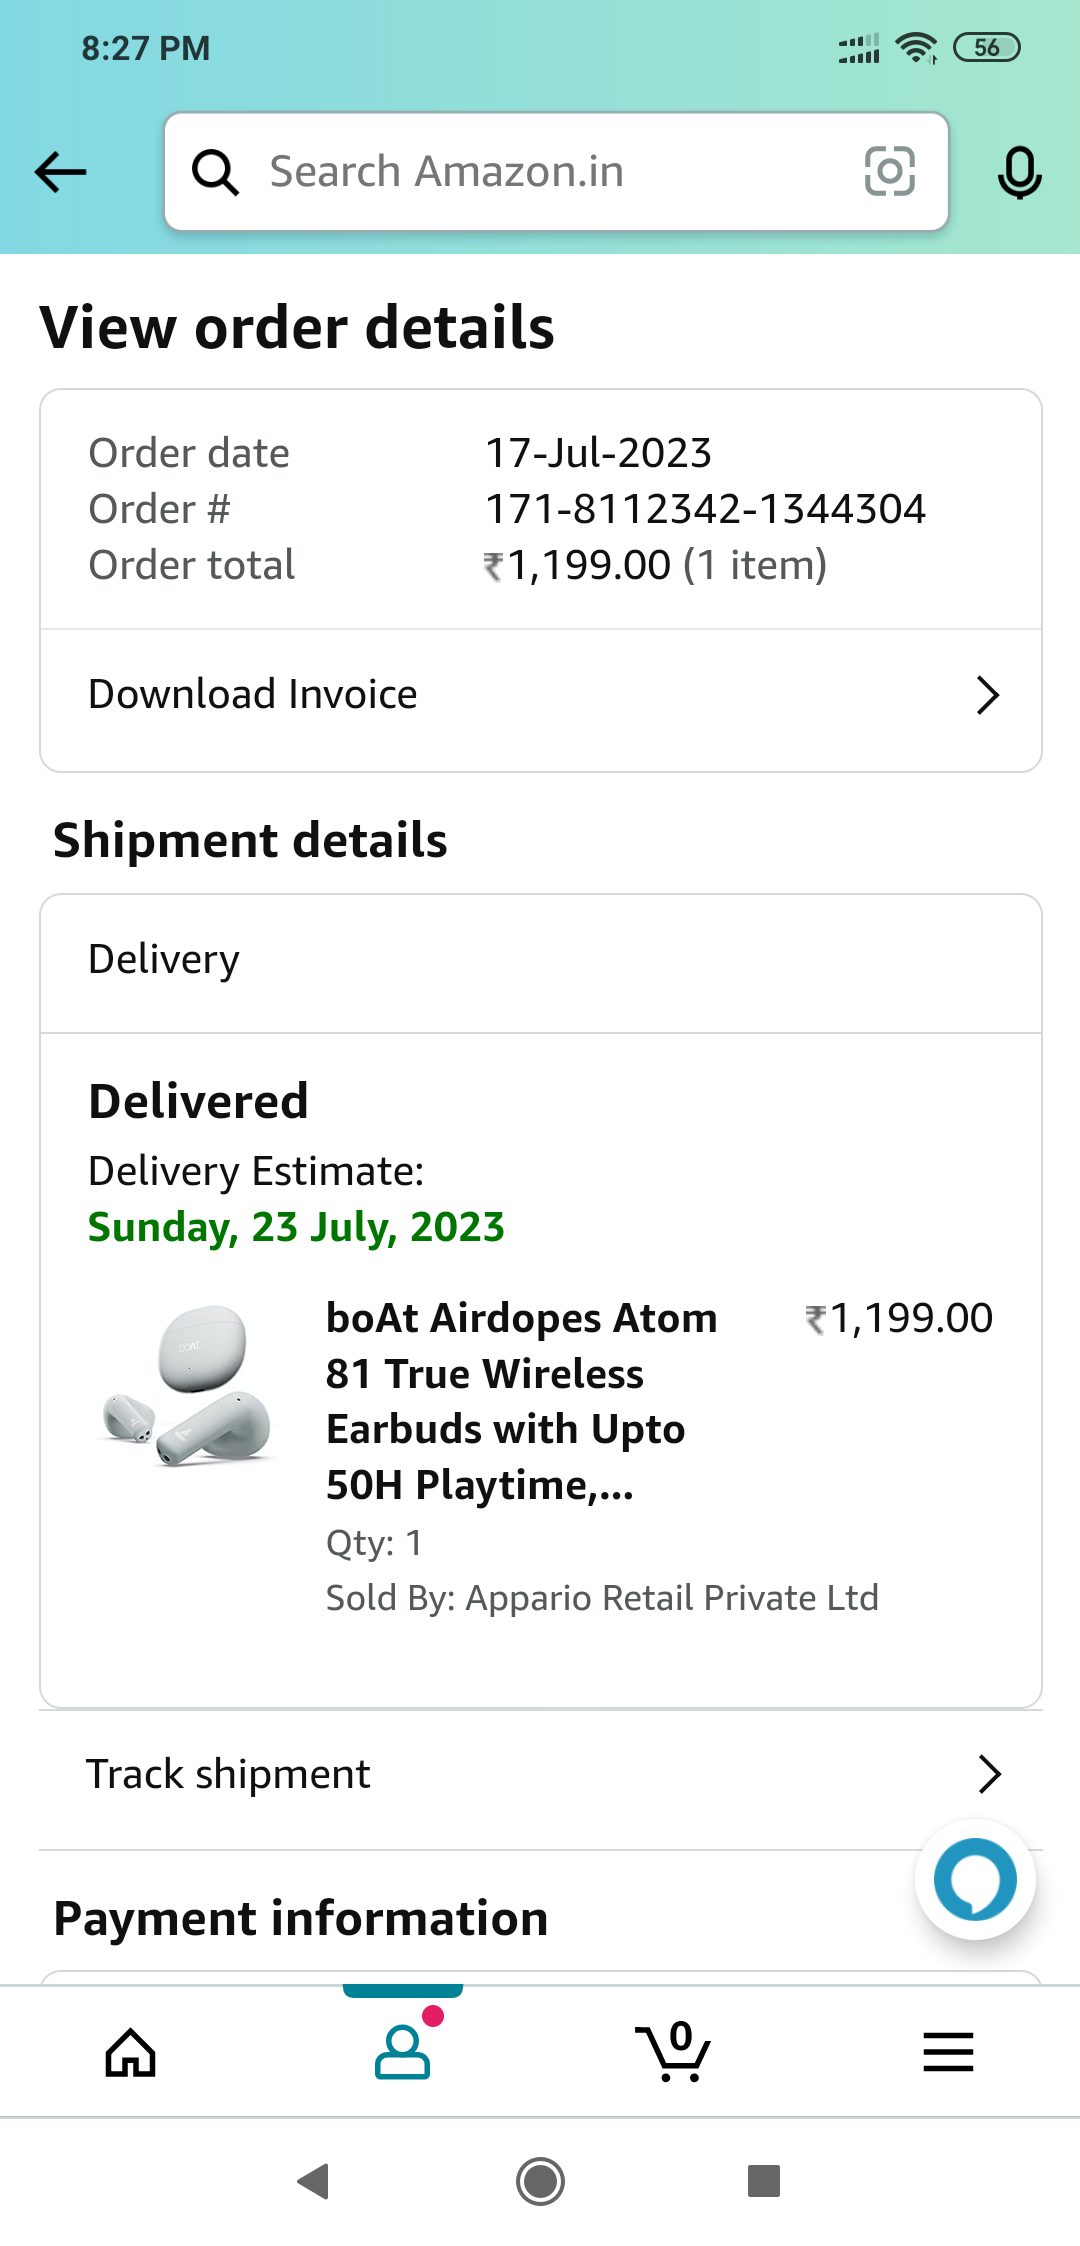 8:27 PM
56
Search Amazon.in
View order details
Order date 17-Jul-2023
Order # 171-8112342-1344304
Order total ₹1,199.00 (1 item)
Download Invoice
Shipment details
Delivery
Delivered
Delivery Estimate:
Sunday, 23 July, 2023
boAt Airdopes Atom ₹1,199.00
81 True Wireless
Earbuds with Upto
50H Playtime,...
Qty: 1
Sold By: Appario Retail Private Ltd
boAt
Track shipment
Payment information
0